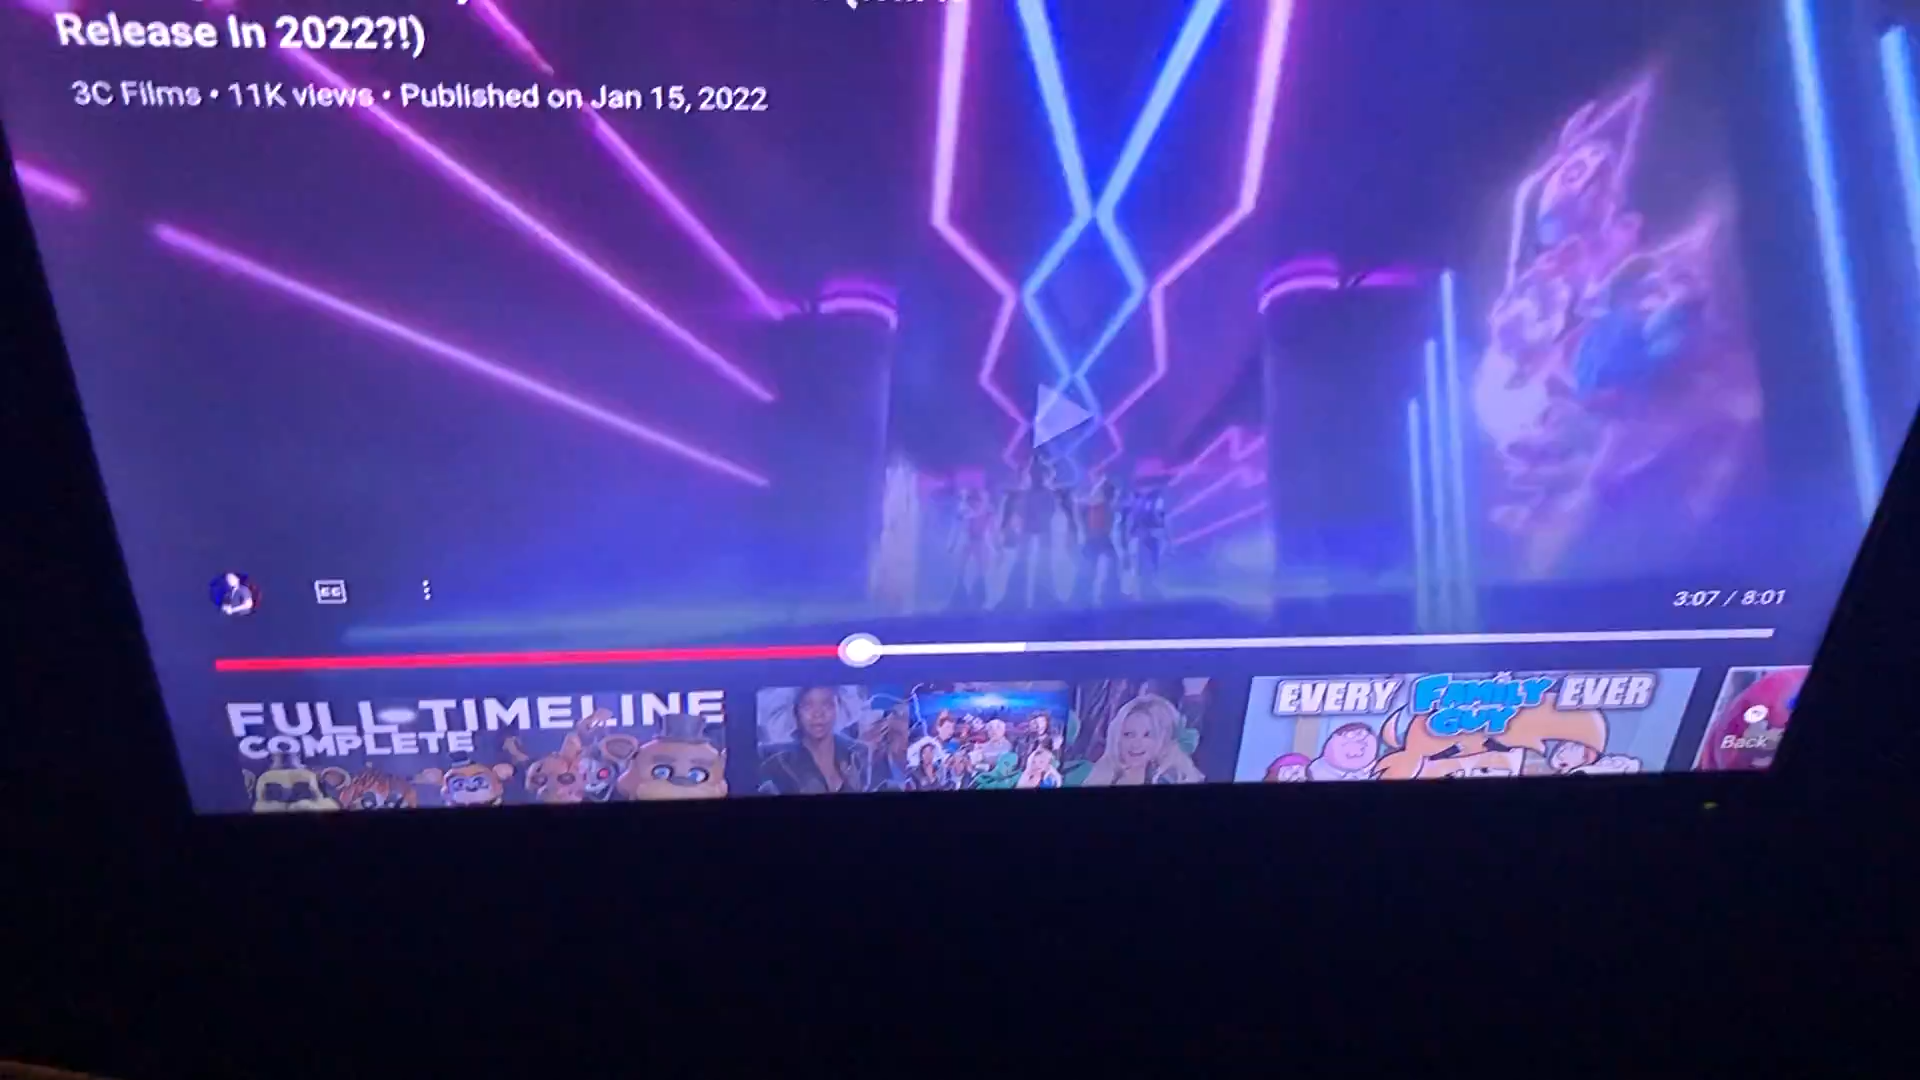 Release In 2022?!)
3C Films • 11K views • Published on Jan 15, 2022
CC
3:07 / 8:01
FULL TIMELINE
COMPLETE
EVERY FAMILY GUY EVER
Back